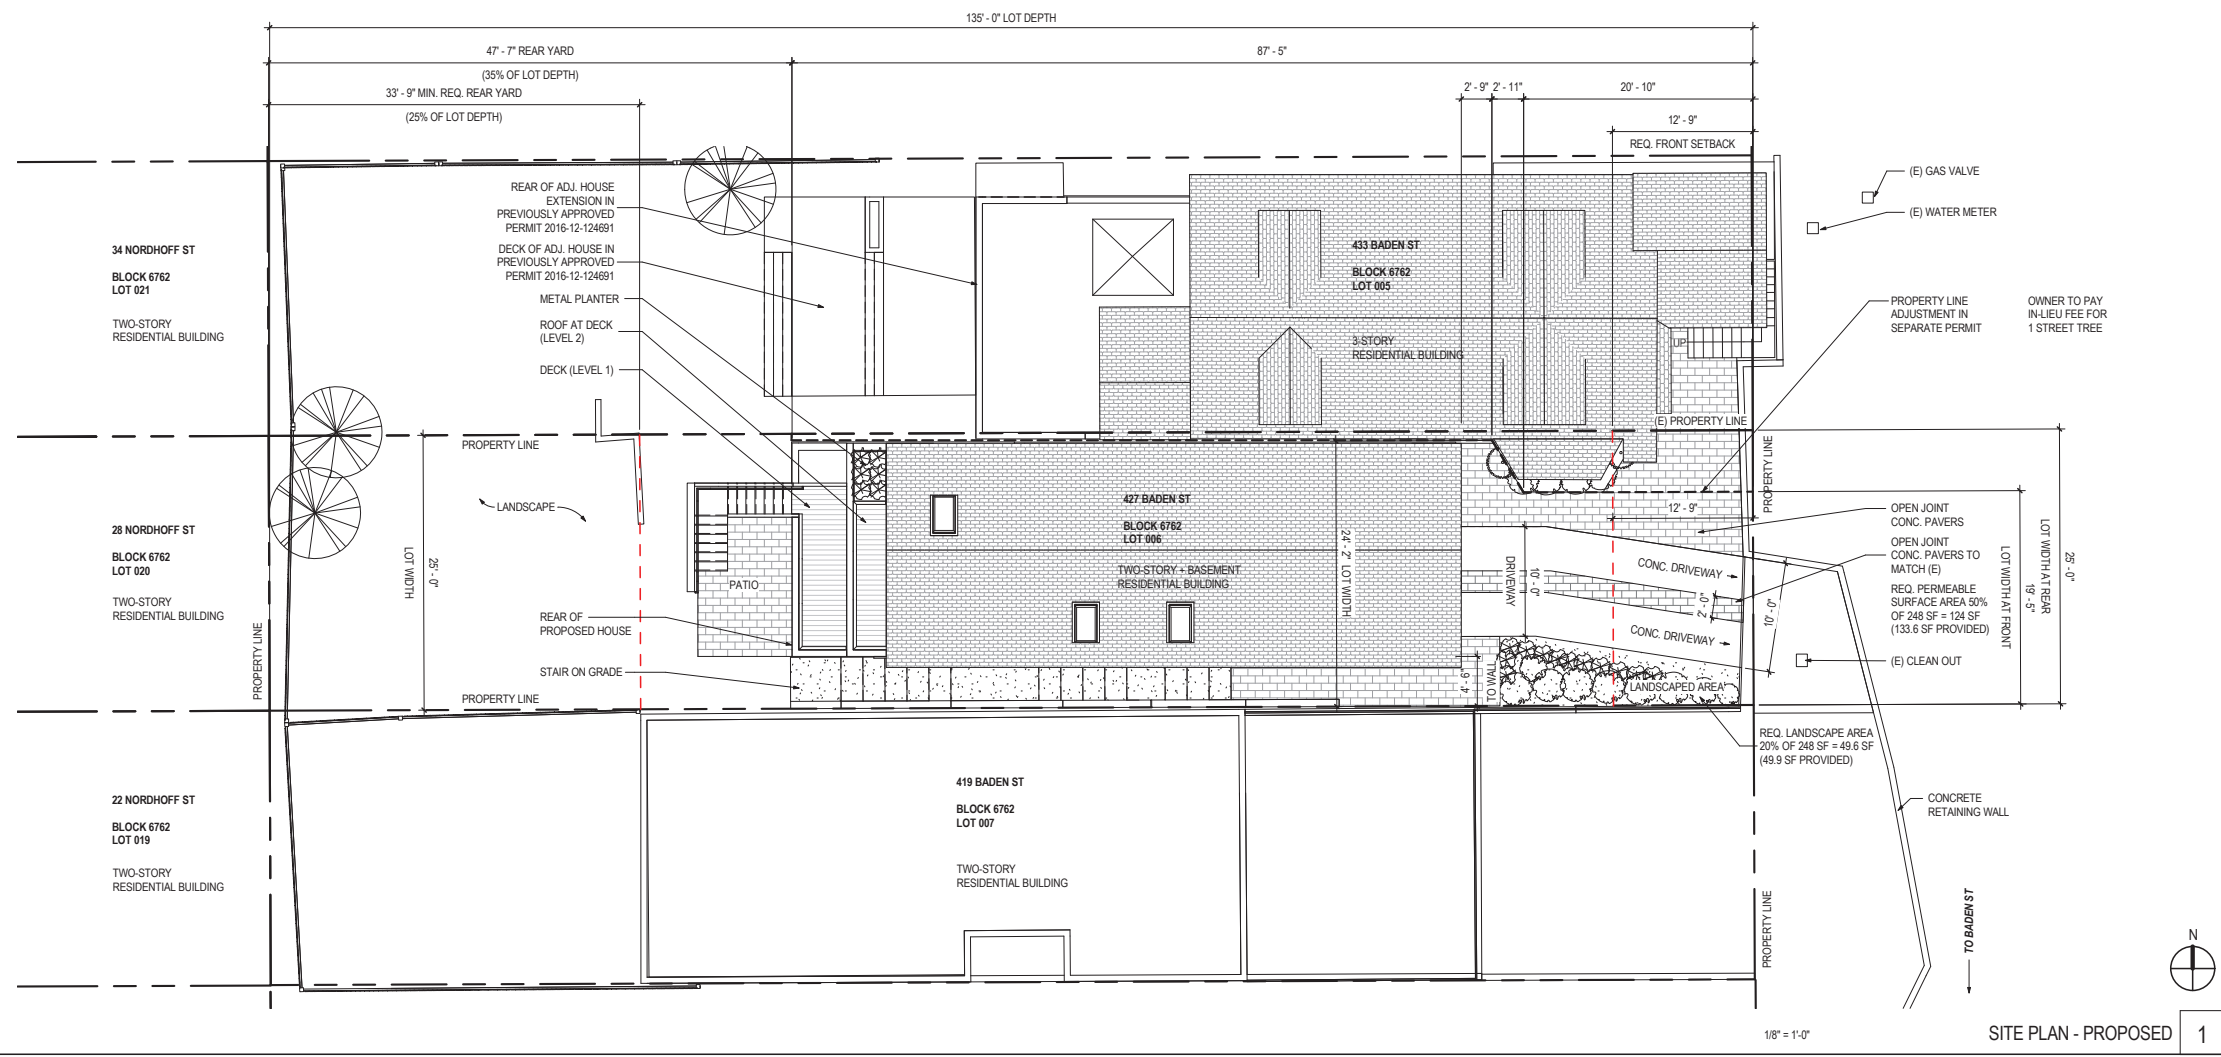 135' - 0" LOT DEPTH
47' - 7" REAR YARD
(35% OF LOT DEPTH)
87' - 5"
33' - 9" MIN. REQ. REAR YARD
(25% OF LOT DEPTH)
2' - 9"
2' - 11"
20' - 10"
12' - 9"
REQ. FRONT SETBACK
34 NORDHOFF ST
BLOCK 6762
LOT 021
TWO-STORY
RESIDENTIAL BUILDING
28 NORDHOFF ST
BLOCK 6762
LOT 020
TWO-STORY
RESIDENTIAL BUILDING
22 NORDHOFF ST
BLOCK 6762
LOT 019
TWO-STORY
RESIDENTIAL BUILDING
REAR OF ADJ. HOUSE
EXTENSION IN
PREVIOUSLY APPROVED
PERMIT 2016-12-124691
DECK OF ADJ. HOUSE IN
PREVIOUSLY APPROVED
PERMIT 2016-12-124691
METAL PLANTER
ROOF AT DECK
(LEVEL 2)
DECK (LEVEL 1)
PROPERTY LINE
LANDSCAPE
LOT WIDTH
25' - 0"
PATIO
REAR OF
PROPOSED HOUSE
STAIR ON GRADE
PROPERTY LINE
PROPERTY LINE
433 BADEN ST
BLOCK 6762
LOT 005
3-STORY
RESIDENTIAL BUILDING
UP
(E) PROPERTY LINE
427 BADEN ST
BLOCK 6762
LOT 006
TWO-STORY + BASEMENT
RESIDENTIAL BUILDING
24' - 2" LOT WIDTH
DRIVEWAY
10' - 0"
12' - 9"
CONC. DRIVEWAY
2' - 0"
CONC. DRIVEWAY
10' - 0"
4' - 6"
TO WALL
LANDSCAPED AREA
PROPERTY LINE
419 BADEN ST
BLOCK 6762
LOT 007
TWO-STORY
RESIDENTIAL BUILDING
(E) GAS VALVE
(E) WATER METER
PROPERTY LINE
ADJUSTMENT IN
SEPARATE PERMIT
OWNER TO PAY
IN-LIEU FEE FOR
1 STREET TREE
OPEN JOINT
CONC. PAVERS
OPEN JOINT
CONC. PAVERS TO
MATCH (E)
REQ. PERMEABLE
SURFACE AREA 50%
OF 248 SF = 124 SF
(133.6 SF PROVIDED)
(E) CLEAN OUT
LOT WIDTH AT FRONT
19' - 5"
LOT WIDTH AT REAR
25' - 0"
REQ. LANDSCAPE AREA
20% OF 248 SF = 49.6 SF
(49.9 SF PROVIDED)
CONCRETE
RETAINING WALL
PROPERTY LINE
TO BADEN ST
N
1/8" = 1'-0"
SITE PLAN - PROPOSED
1